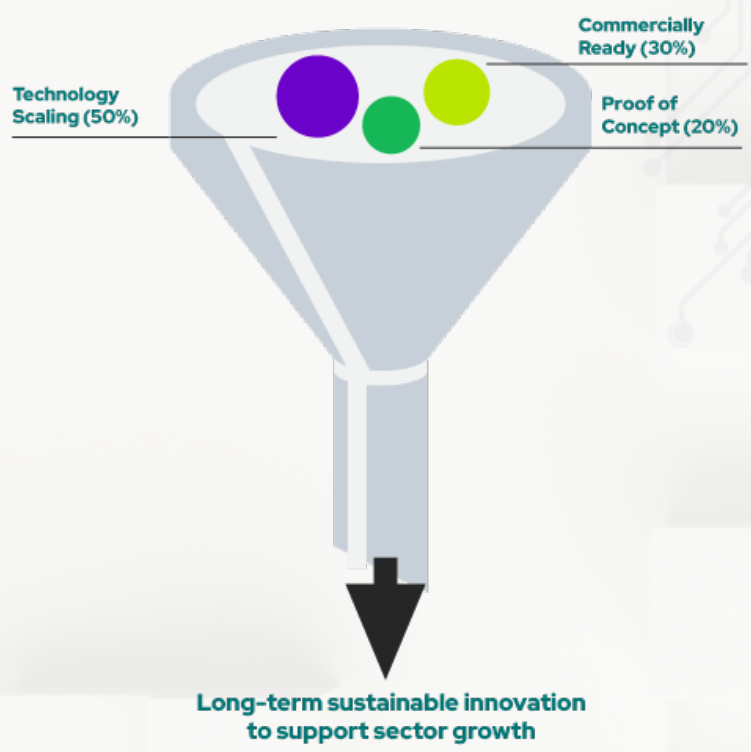 Commercially
Ready (30%)
Technology
Scaling (50%)
Proof of
Concept (20%)
Long-term sustainable innovation
to support sector growth